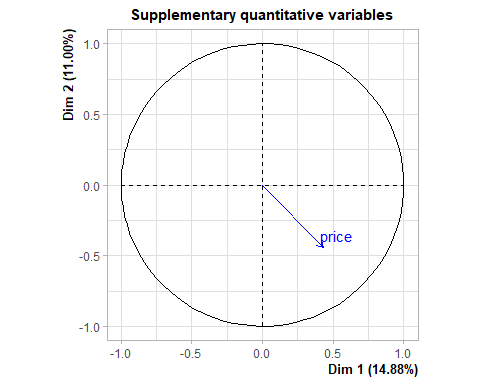 Supplementary quantitative variables
Dim 2 (11.00%)
1.0
0.5
0.0
-0.5
-1.0
price
-1.0 -0.5 0.0 0.5 1.0
Dim 1 (14.88%)